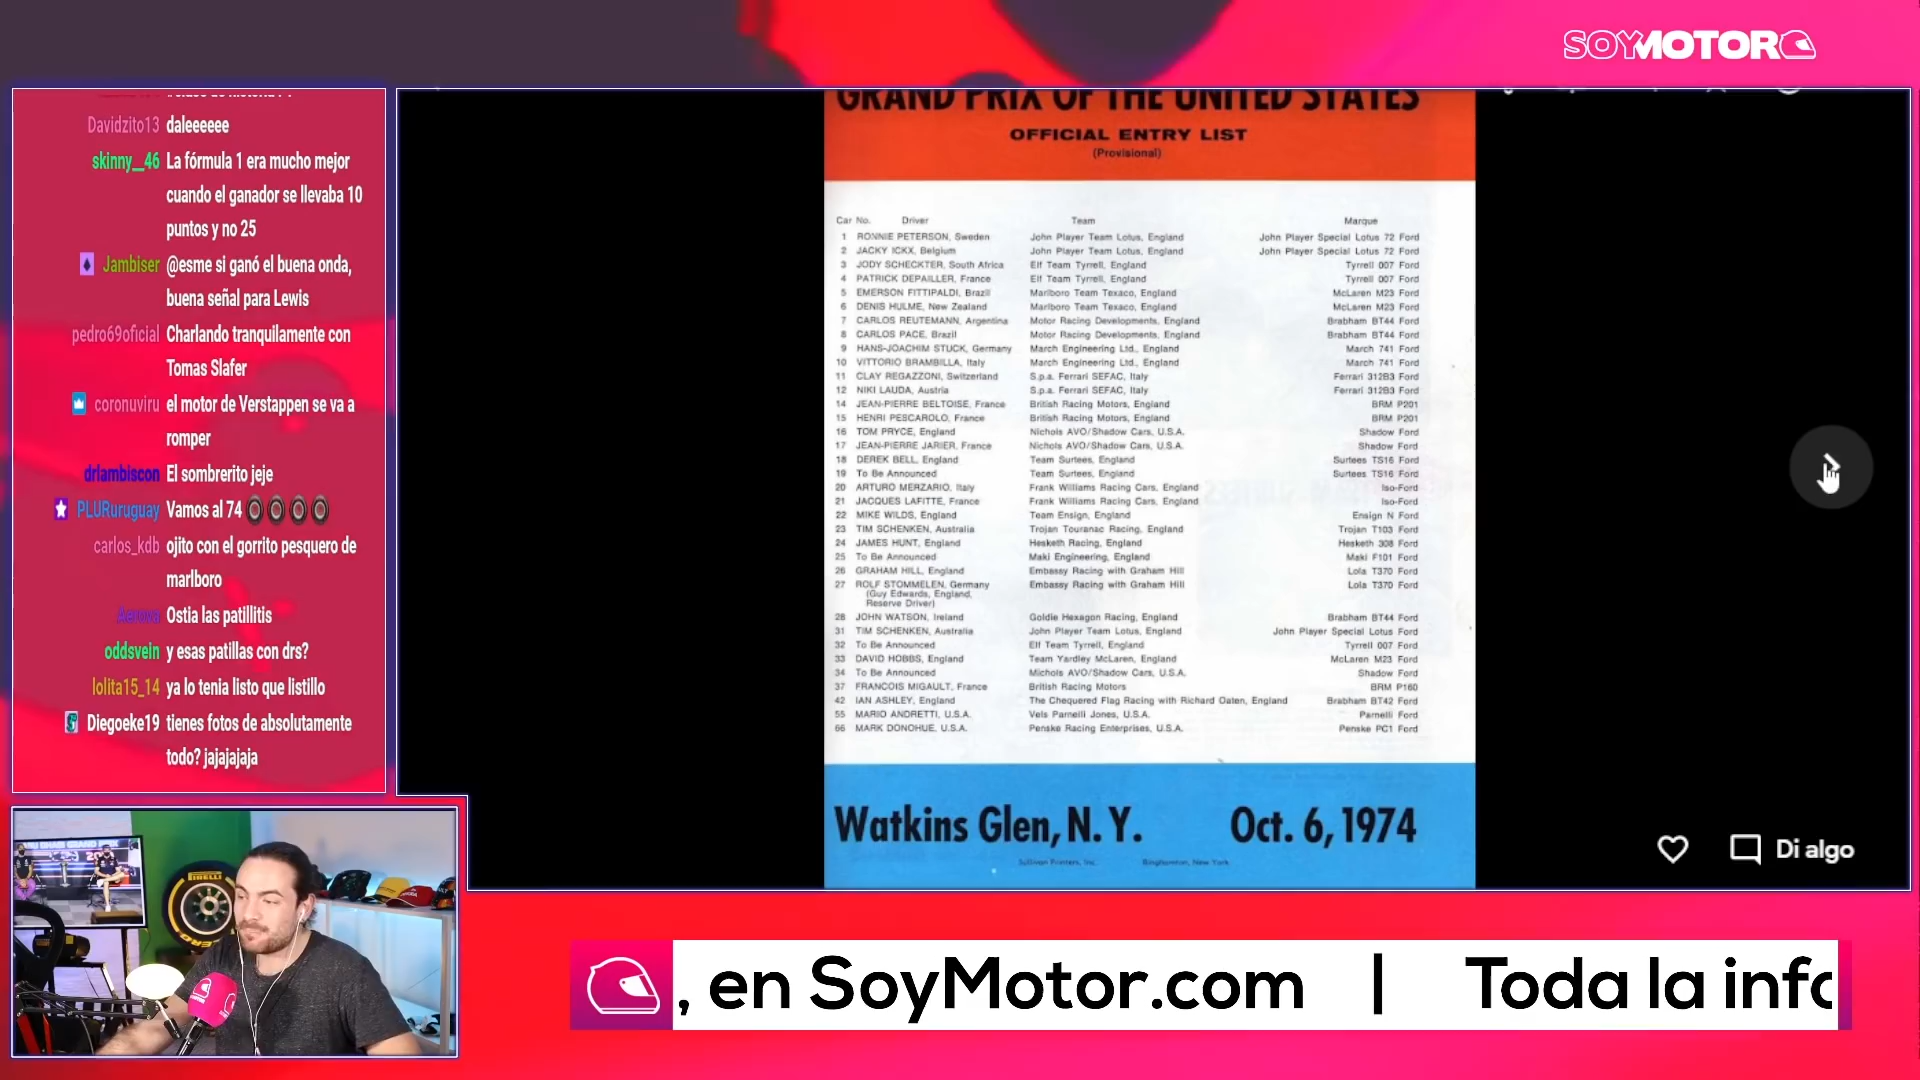 SOYMOTOR
Davidzito13 daleeeeee
skinny__46 La fórmula 1 era mucho mejor
cuando el ganador se llevaba 10
puntos y no 25
Jambiser @esme si ganó el buena onda,
buena señal para Lewis
pedro69oficial Charlando tranquilamente con
Tomas Slafer
coronuviru el motor de Verstappen se va a
romper
drlambiscon El sombrerito jeje
PLURuruguay Vamos al 74
carlos_kdb ojito con el gorrito pesquero de
marlboro
Aerova Ostia las patillitis
oddsvein y esas patillas con drs?
lolita15_14 ya lo tenia listo que listillo
Diegoeke19 tienes fotos de absolutamente
todo? jajajajaja
GRAND PRIX OF THE UNITED STATES
OFFICIAL ENTRY LIST
(Provisional)
Car No. Driver Team Marque
1 RONNIE PETERSON, Sweden John Player Team Lotus, England John Player Special Lotus 72 Ford
2 JACKY ICKX, Belgium John Player Team Lotus, England John Player Special Lotus 72 Ford
3 JODY SCHECKTER, South Africa Elf Team Tyrrell, England Tyrrell 007 Ford
4 PATRICK DEPAILLER, France Elf Team Tyrrell, England Tyrrell 007 Ford
5 EMERSON FITTIPALDI, Brazil Marlboro Team Texaco, England McLaren M23 Ford
6 DENIS HULME, New Zealand Marlboro Team Texaco, England McLaren M23 Ford
7 CARLOS REUTEMANN, Argentina Motor Racing Developments, England Brabham BT44 Ford
8 CARLOS PACE, Brazil Motor Racing Developments, England Brabham BT44 Ford
9 HANS-JOACHIM STUCK, Germany March Engineering Ltd., England March 741 Ford
10 VITTORIO BRAMBILLA, Italy March Engineering Ltd., England March 741 Ford
11 CLAY REGAZZONI, Switzerland S.p.a. Ferrari SEFAC, Italy Ferrari 312B3 Ford
12 NIKI LAUDA, Austria S.p.a. Ferrari SEFAC, Italy Ferrari 312B3 Ford
14 JEAN-PIERRE BELTOISE, France British Racing Motors, England BRM P201
15 HENRI PESCAROLO, France British Racing Motors, England BRM P201
16 TOM PRYCE, England Nichols AVO/Shadow Cars, U.S.A. Shadow Ford
17 JEAN-PIERRE JARIER, France Nichols AVO/Shadow Cars, U.S.A. Shadow Ford
18 DEREK BELL, England Team Surtees, England Surtees TS16 Ford
19 To Be Announced Team Surtees, England Surtees TS16 Ford
20 ARTURO MERZARIO, Italy Frank Williams Racing Cars, England Iso-Ford
21 JACQUES LAFITTE, France Frank Williams Racing Cars, England Iso-Ford
22 MIKE WILDS, England Team Ensign, England Ensign N Ford
23 TIM SCHENKEN, Australia Trojan Touranac Racing, England Trojan T103 Ford
24 JAMES HUNT, England Hesketh Racing, England Hesketh 308 Ford
25 To Be Announced Maki Engineering, England Maki F101 Ford
26 GRAHAM HILL, England Embassy Racing with Graham Hill Lola T370 Ford
27 ROLF STOMMELEN, Germany Embassy Racing with Graham Hill Lola T370 Ford
(Guy Edwards, England,
Reserve Driver)
28 JOHN WATSON, Ireland Goldie Hexagon Racing, England Brabham BT44 Ford
31 TIM SCHENKEN, Australia John Player Team Lotus, England John Player Special Lotus Ford
32 To Be Announced Elf Team Tyrrell, England Tyrrell 007 Ford
33 DAVID HOBBS, England Team Yardley McLaren, England McLaren M23 Ford
34 To Be Announced Michols AVO/Shadow Cars, U.S.A. Shadow Ford
37 FRANCOIS MIGAULT, France British Racing Motors BRM P160
42 IAN ASHLEY, England The Chequered Flag Racing with Richard Oaten, England Brabham BT42 Ford
55 MARIO ANDRETTI, U.S.A. Vels Parnelli Jones, U.S.A. Parnelli Ford
66 MARK DONOHUE, U.S.A. Penske Racing Enterprises, U.S.A. Penske PC1 Ford
Watkins Glen, N. Y. Oct. 6, 1974
Sullivan Printers, Inc. Binghamton, New York
Di algo
PIRELLI
, en SoyMotor.com | Toda la info